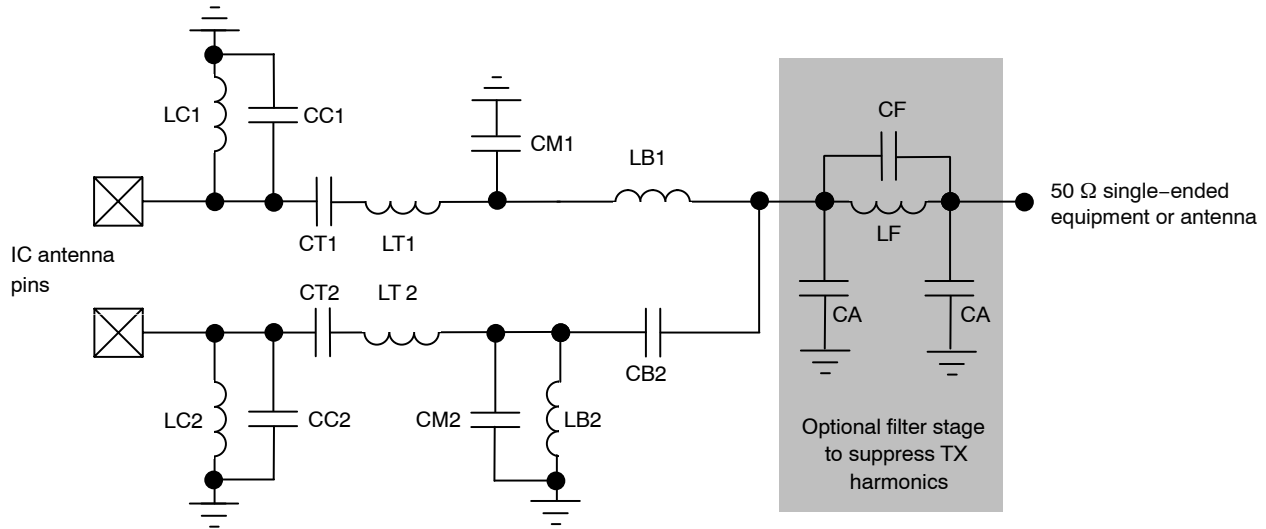 LC1
CC1
CM1
LB1
CF
LF
50 Ω single−ended
equipment or antenna
CT1
LT1
IC antenna
pins
CT2
LT 2
CA
CA
CB2
LC2
CC2
CM2
LB2
Optional filter stage
to suppress TX
harmonics